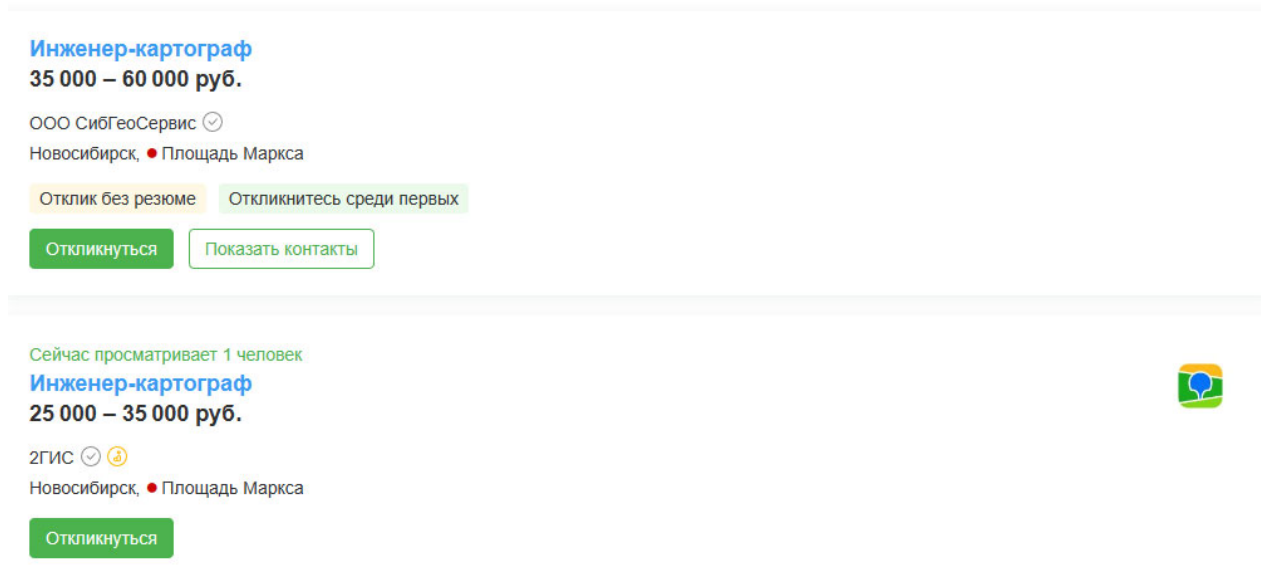 Инженер-картограф
35 000 – 60 000 руб.
ООО СибГеоСервис
Новосибирск, Площадь Маркса
Отклик без резюме Откликнитесь среди первых
Откликнуться Показать контакты
Сейчас просматривает 1 человек
Инженер-картограф
25 000 – 35 000 руб.
2ГИС
Новосибирск, Площадь Маркса
Откликнуться